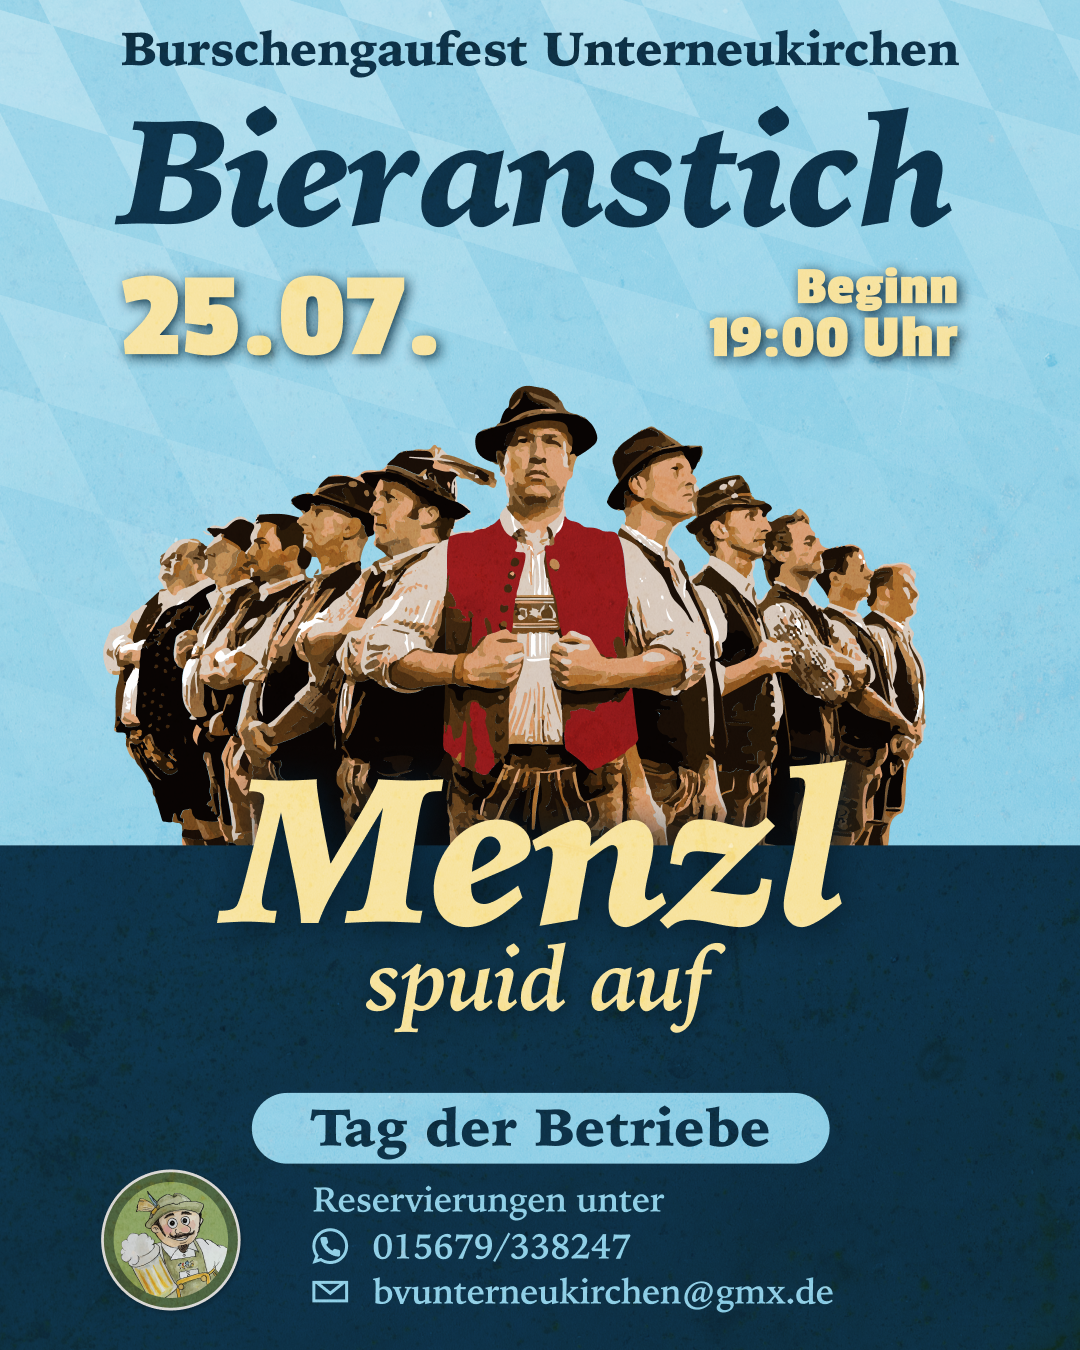 Burschengaufest Unterneukirchen
Bieranstich
25.07.
Beginn
19:00 Uhr
Menzl
spuid auf
Tag der Betriebe
Reservierungen unter
015679/338247
bvunterneukirchen@gmx.de